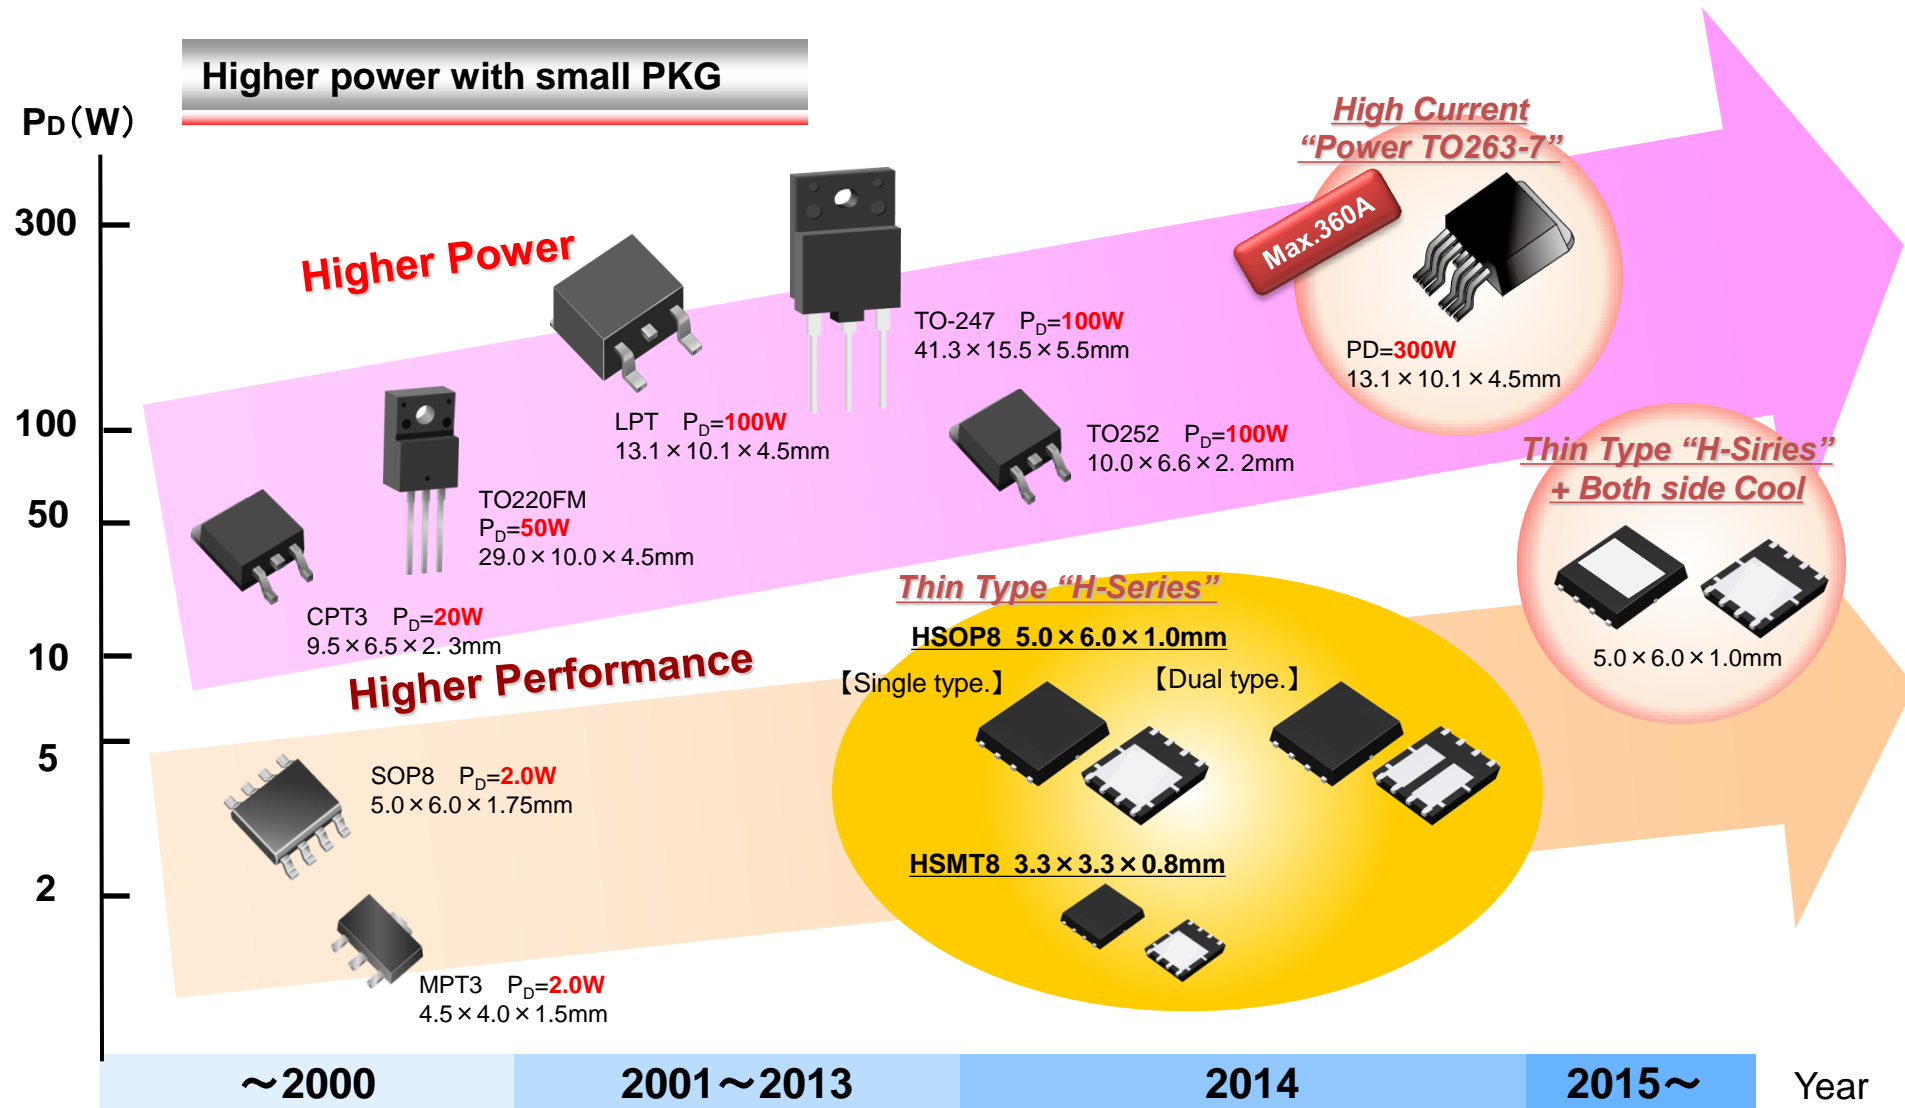 Higher power with small PKG
PD（W）
300
100
50
10
5
2
Higher Power
High Current
“Power TO263-7”
Max.360A
PD=300W
13.1×10.1×4.5mm
TO-247 PD=100W
41.3×15.5×5.5mm
LPT PD=100W
13.1×10.1×4.5mm
TO252 PD=100W
10.0×6.6×2. 2mm
TO220FM
PD=50W
29.0×10.0×4.5mm
CPT3 PD=20W
9.5×6.5×2. 3mm
Thin Type “H-Siries”
+ Both side Cool
5.0×6.0×1.0mm
Higher Performance
Thin Type “H-Series”
HSOP8 5.0×6.0×1.0mm
【Single type.】
【Dual type.】
HSMT8 3.3×3.3×0.8mm
SOP8 PD=2.0W
5.0×6.0×1.75mm
MPT3 PD=2.0W
4.5×4.0×1.5mm
～2000
2001～2013
2014
2015～
Year